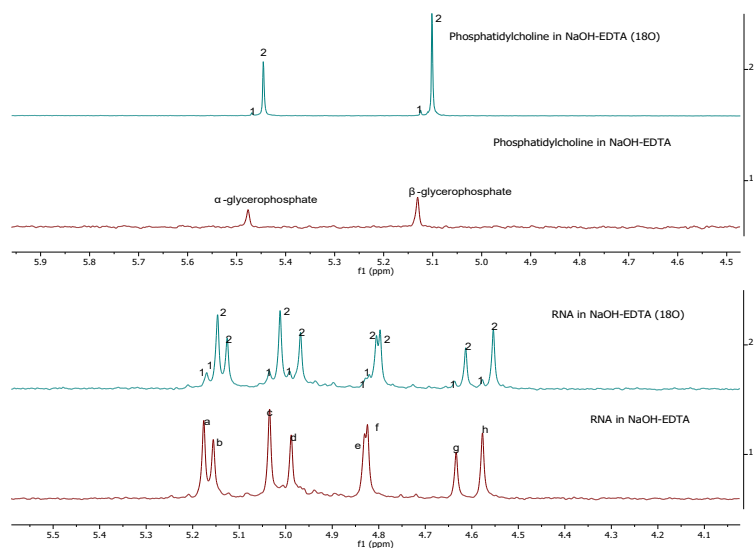 2
Phosphatidylcholine in NaOH-EDTA (18O)
2
1
1
2
Phosphatidylcholine in NaOH-EDTA
1
α-glycerophosphate
β-glycerophosphate
5.9 5.8 5.7 5.6 5.5 5.4 5.3 5.2 5.1 5.0 4.9 4.8 4.7 4.6 4.5
f1 (ppm)
2 2 RNA in NaOH-EDTA (18O)
2 2 2 2 2 2
2
1 1 1 1 1 1 1
RNA in NaOH-EDTA
a b c d e f g h
1
5.5 5.4 5.3 5.2 5.1 5.0 4.9 4.8 4.7 4.6 4.5 4.4 4.3 4.2 4.1
f1 (ppm)